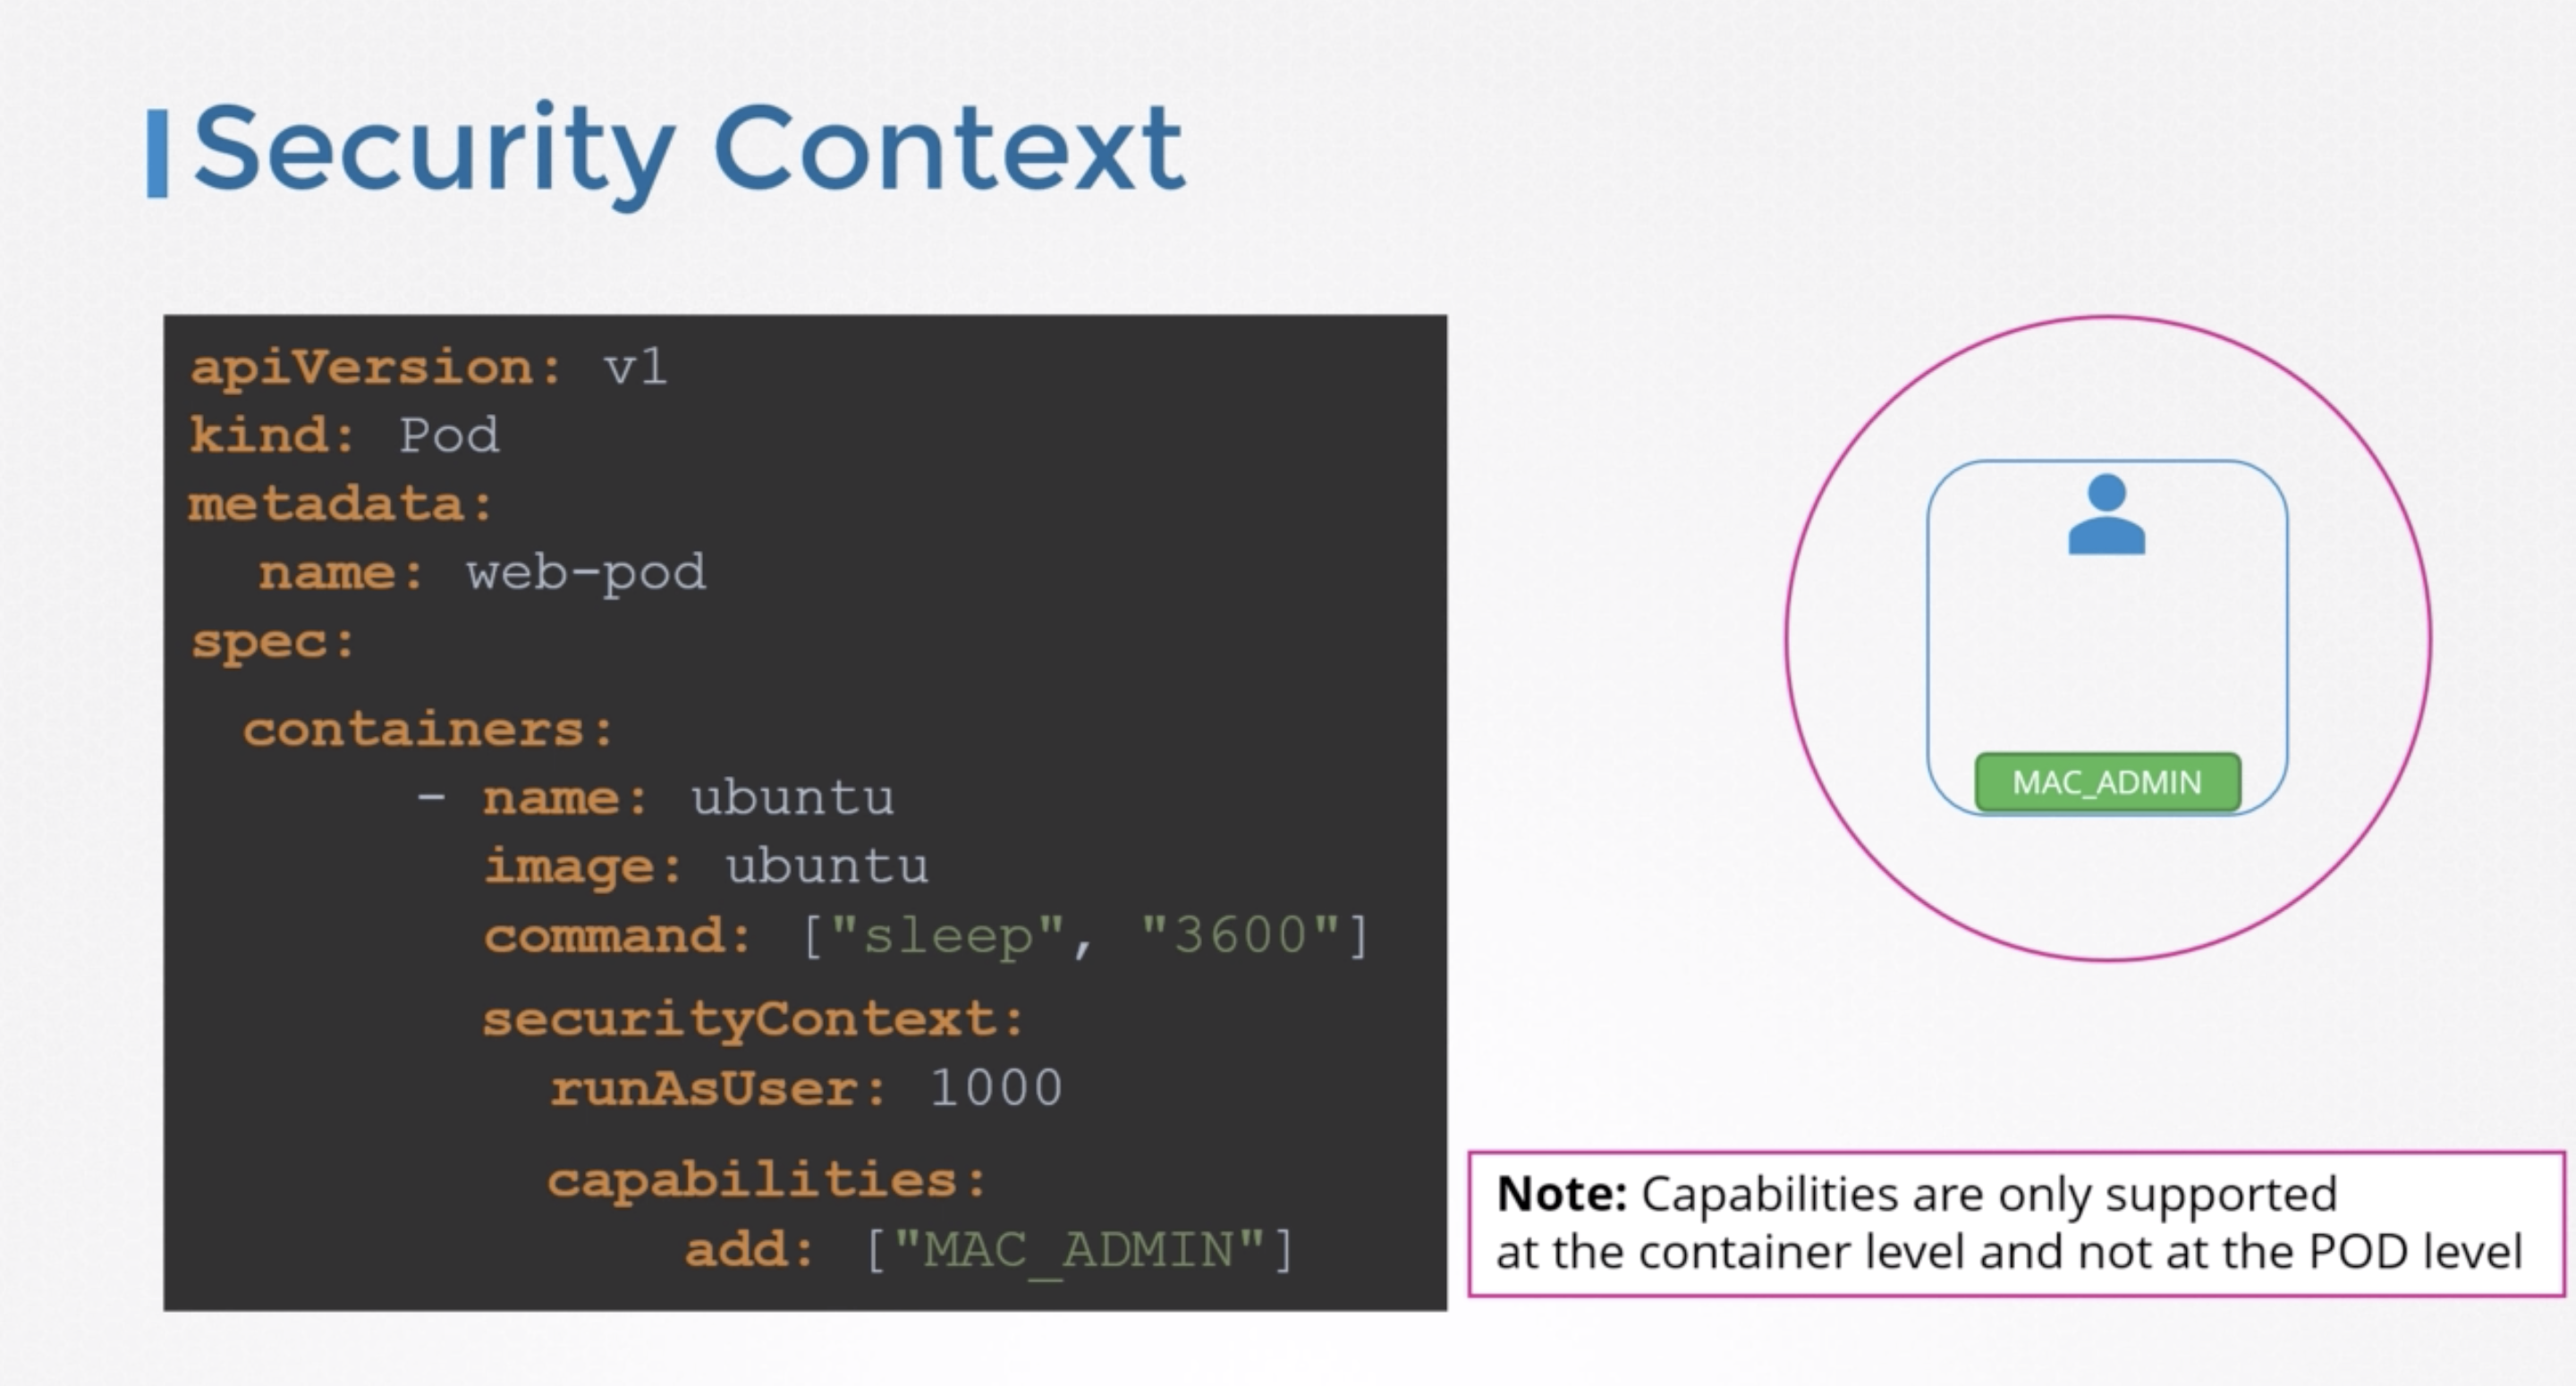 Security Context
apiVersion: v1
kind: Pod
metadata:
  name: web-pod
spec:
  containers:
      - name: ubuntu
        image: ubuntu
        command: ["sleep", "3600"]
        securityContext:
          runAsUser: 1000
          capabilities:
              add: ["MAC_ADMIN"]
MAC_ADMIN
Note: Capabilities are only supported
at the container level and not at the POD level